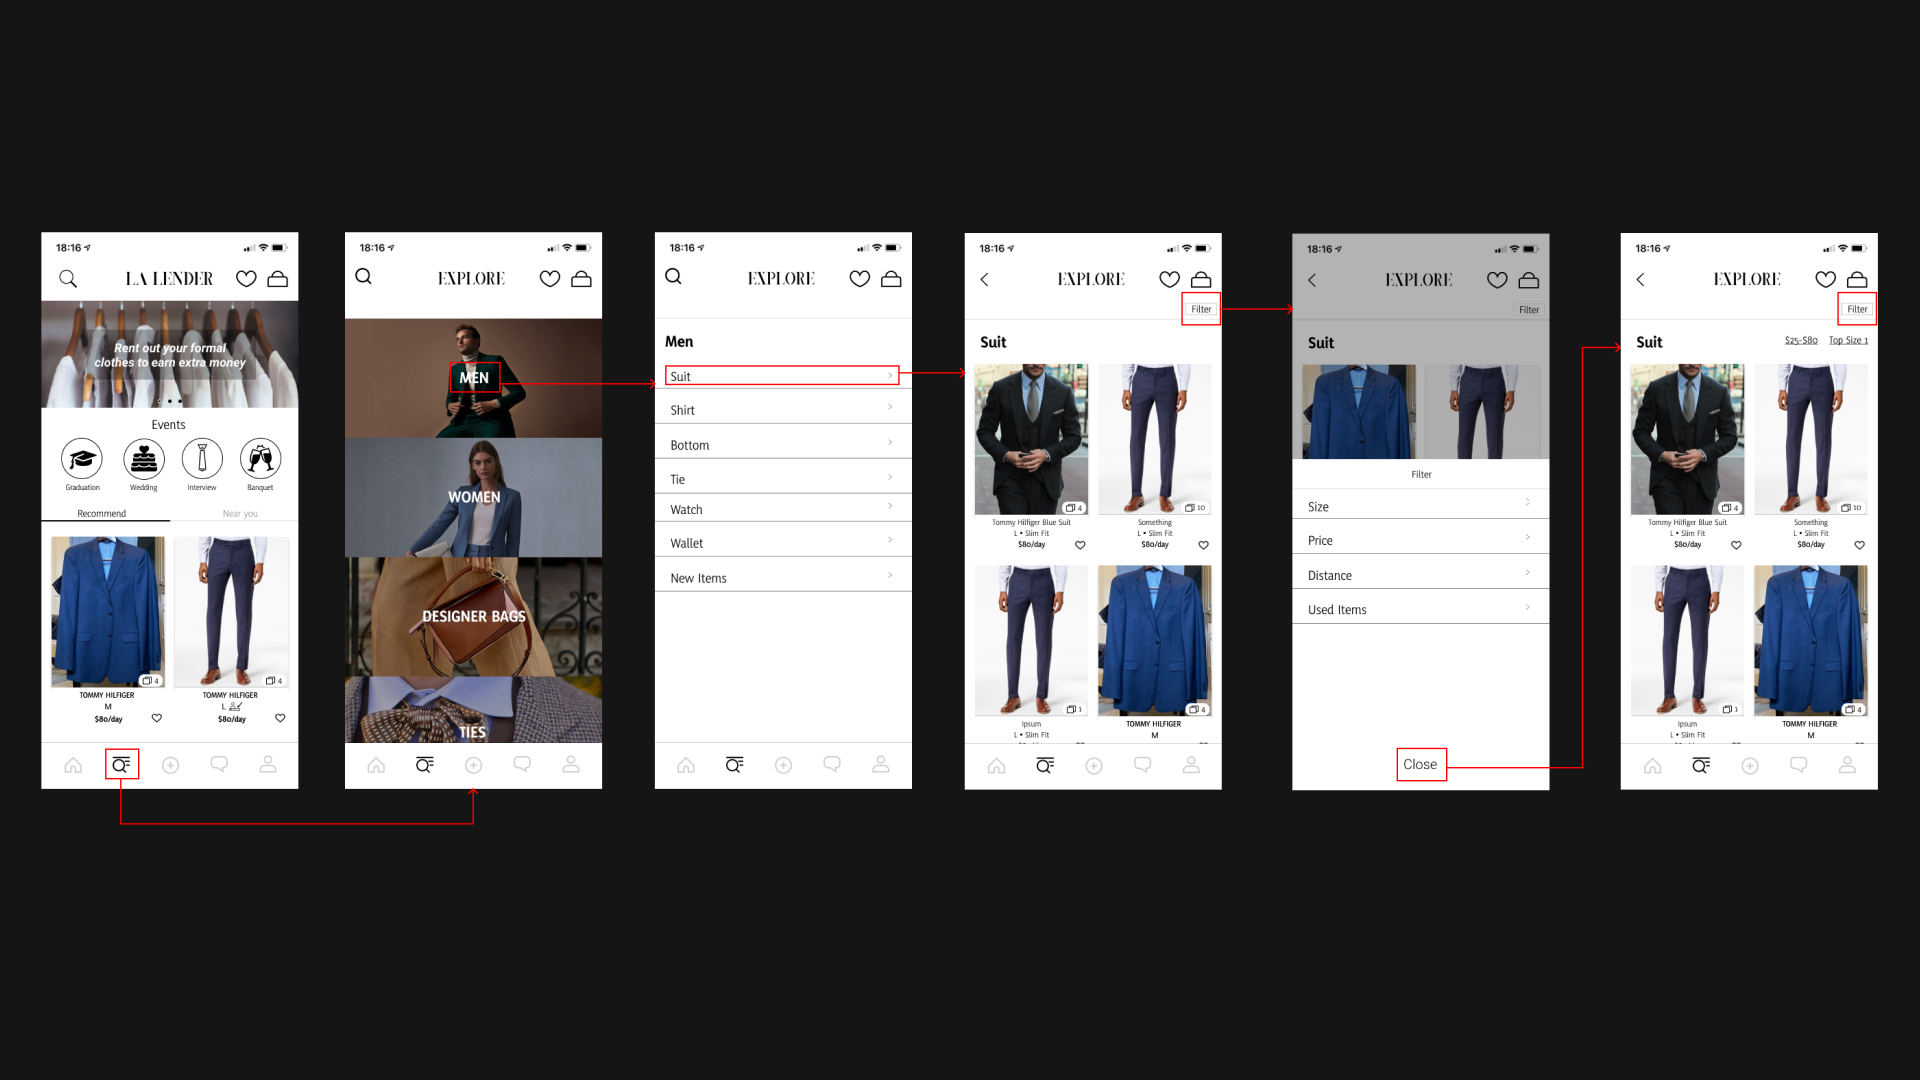 18:16
LA LENDER
Rent out your formal
clothes to earn extra money
Events
Graduation
Wedding
Interview
Banquet
Recommend
Near you
4
4
TOMMY HILFIGER
M
$80/day
TOMMY HILFIGER
L
$80/day
18:16
EXPLORE
MEN
WOMEN
DESIGNER BAGS
TIES
18:16
EXPLORE
Men
Suit
Shirt
Bottom
Tie
Watch
Wallet
New Items
18:16
EXPLORE
Filter
Suit
4
10
Tommy Hilfiger Blue Suit
L • Slim Fit
$80/day
Something
L • Slim Fit
$80/day
1
4
Ipsum
L • Slim Fit
TOMMY HILFIGER
M
18:16
EXPLORE
Filter
Suit
Filter
Size
Price
Distance
Used Items
Close
18:16
EXPLORE
Filter
Suit
$25-$80
Top Size 1
4
10
Tommy Hilfiger Blue Suit
L • Slim Fit
$80/day
Something
L • Slim Fit
$80/day
1
4
Ipsum
L • Slim Fit
TOMMY HILFIGER
M